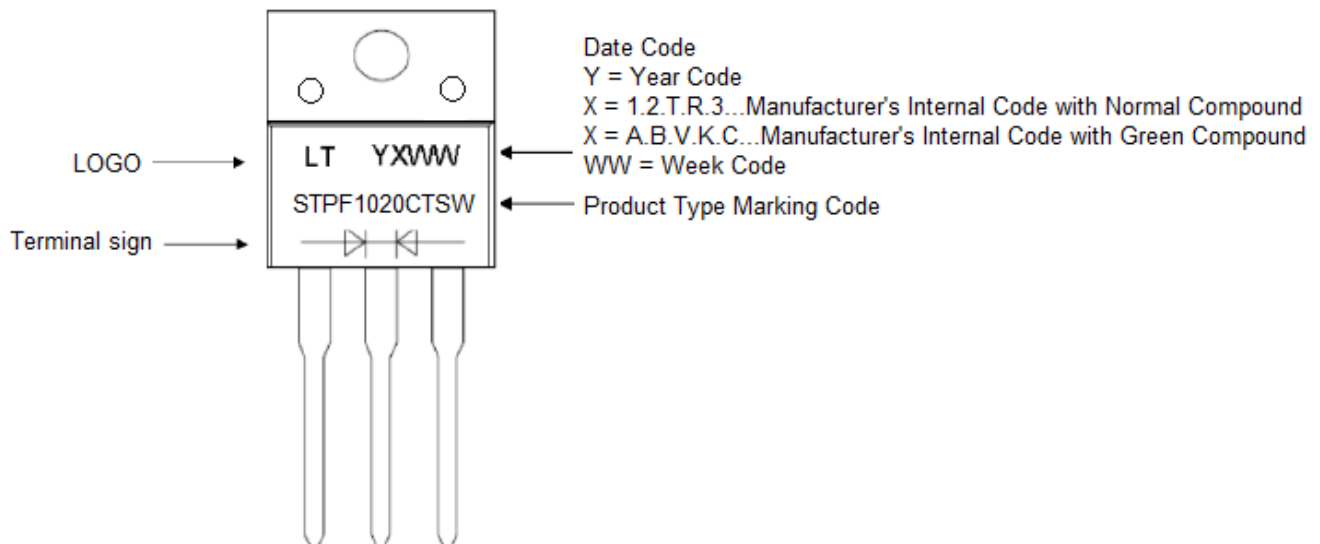 Date Code
Y = Year Code
X = 1.2.T.R.3...Manufacturer's Internal Code with Normal Compound
X = A.B.V.K.C...Manufacturer's Internal Code with Green Compound
WW = Week Code
LOGO
LT YXWW
STPF1020CTSW
Product Type Marking Code
Terminal sign